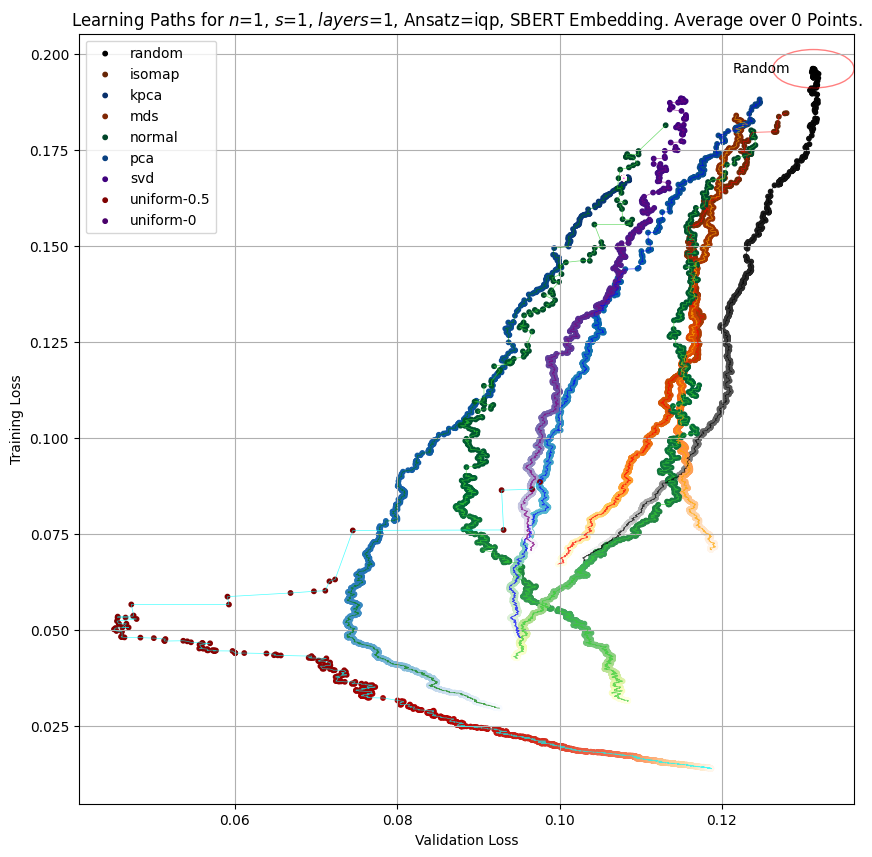 Learning Paths for n=1, s=1, layers=1, Ansatz=iqp, SBERT Embedding. Average over 0 Points.
0.200
0.175
0.150
0.125
0.100
0.075
0.050
0.025
Training Loss
random
isomap
kpca
mds
normal
pca
svd
uniform-0.5
uniform-0
Random
0.06
0.08
0.10
0.12
Validation Loss